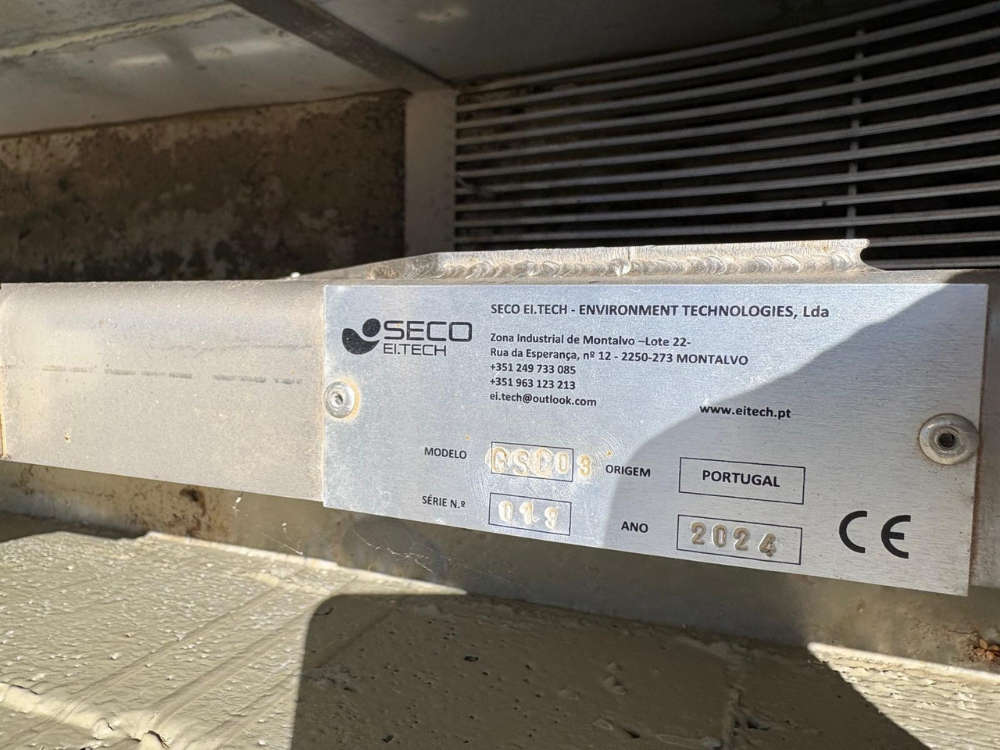 SECO
EI.TECH
SECO EI.TECH - ENVIRONMENT TECHNOLOGIES, Lda
Zona Industrial de Montalvo –Lote 22-
Rua da Esperança, nº 12 - 2250-273 MONTALVO
+351 249 733 085
+351 963 123 213
ei.tech@outlook.com
www.eitech.pt
MODELO
ORIGEM PORTUGAL
SÉRIE N.º
ANO 2024
CE